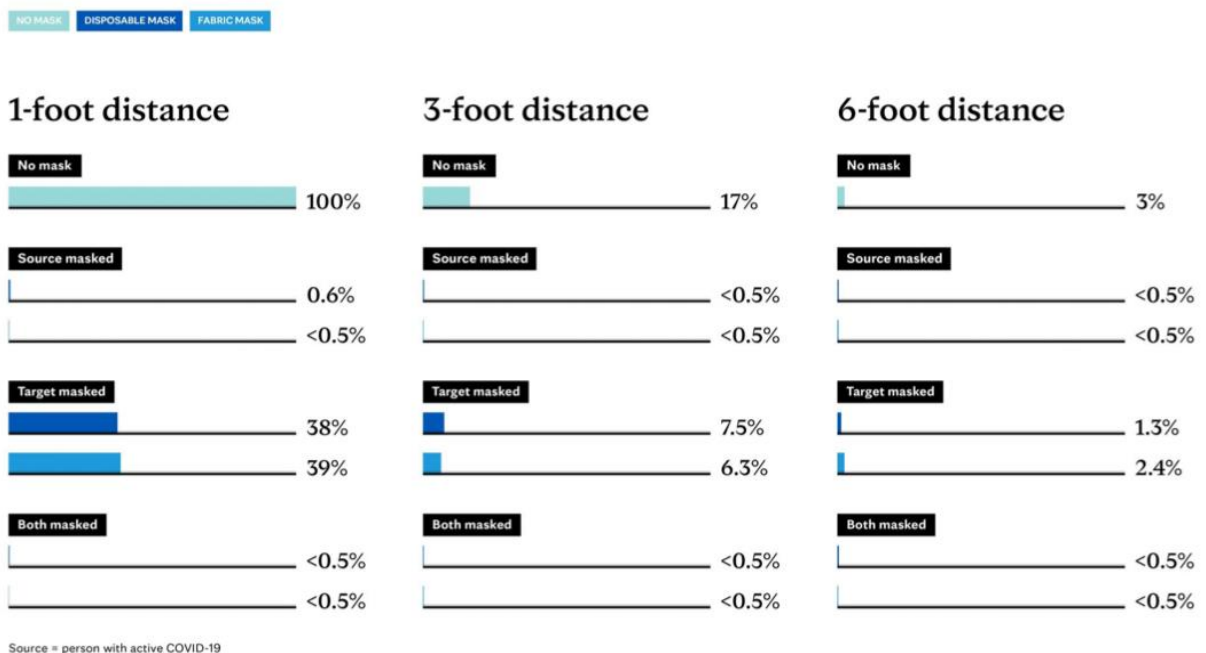 NO MASK DISPOSABLE MASK FABRIC MASK
1-foot distance
No mask
100%
Source masked
0.6%
<0.5%
Target masked
38%
39%
Both masked
<0.5%
<0.5%
3-foot distance
No mask
17%
Source masked
<0.5%
<0.5%
Target masked
7.5%
6.3%
Both masked
<0.5%
<0.5%
6-foot distance
No mask
3%
Source masked
<0.5%
<0.5%
Target masked
1.3%
2.4%
Both masked
<0.5%
<0.5%
Source = person with active COVID-19